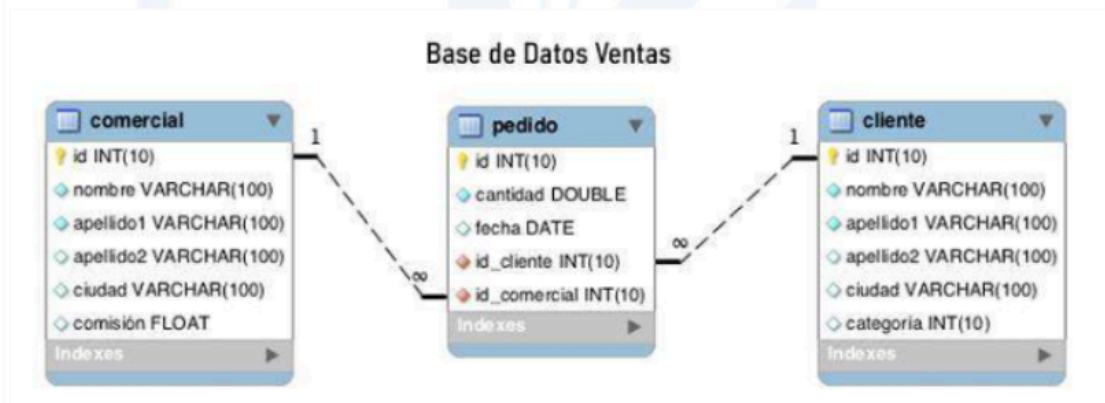 Base de Datos Ventas
comercial
id INT(10)
nombre VARCHAR(100)
apellido1 VARCHAR(100)
apellido2 VARCHAR(100)
ciudad VARCHAR(100)
comisión FLOAT
Indexes
1
∞
pedido
id INT(10)
cantidad DOUBLE
fecha DATE
id_cliente INT(10)
id_comercial INT(10)
Indexes
∞
1
cliente
id INT(10)
nombre VARCHAR(100)
apellido1 VARCHAR(100)
apellido2 VARCHAR(100)
ciudad VARCHAR(100)
categoría INT(10)
Indexes